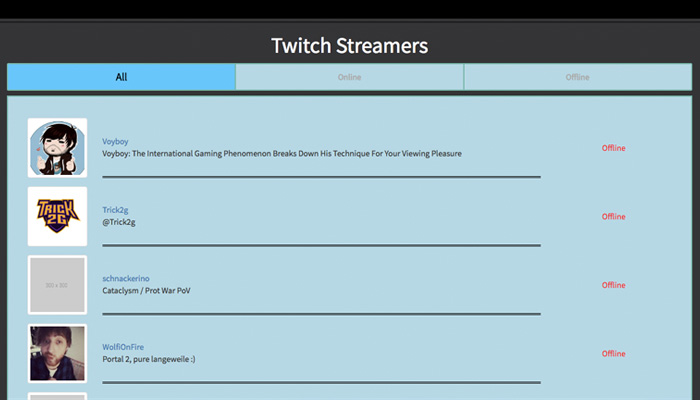 Twitch Streamers
All
Online
Offline
Voyboy
Voyboy: The International Gaming Phenomenon Breaks Down His Technique For Your Viewing Pleasure
Offline
TRICK
2G
Trick2g
@Trick2g
Offline
300 x 300
schnackerino
Cataclysm / Prot War PoV
Offline
WolfiOnFire
Portal 2, pure langeweile :)
Offline